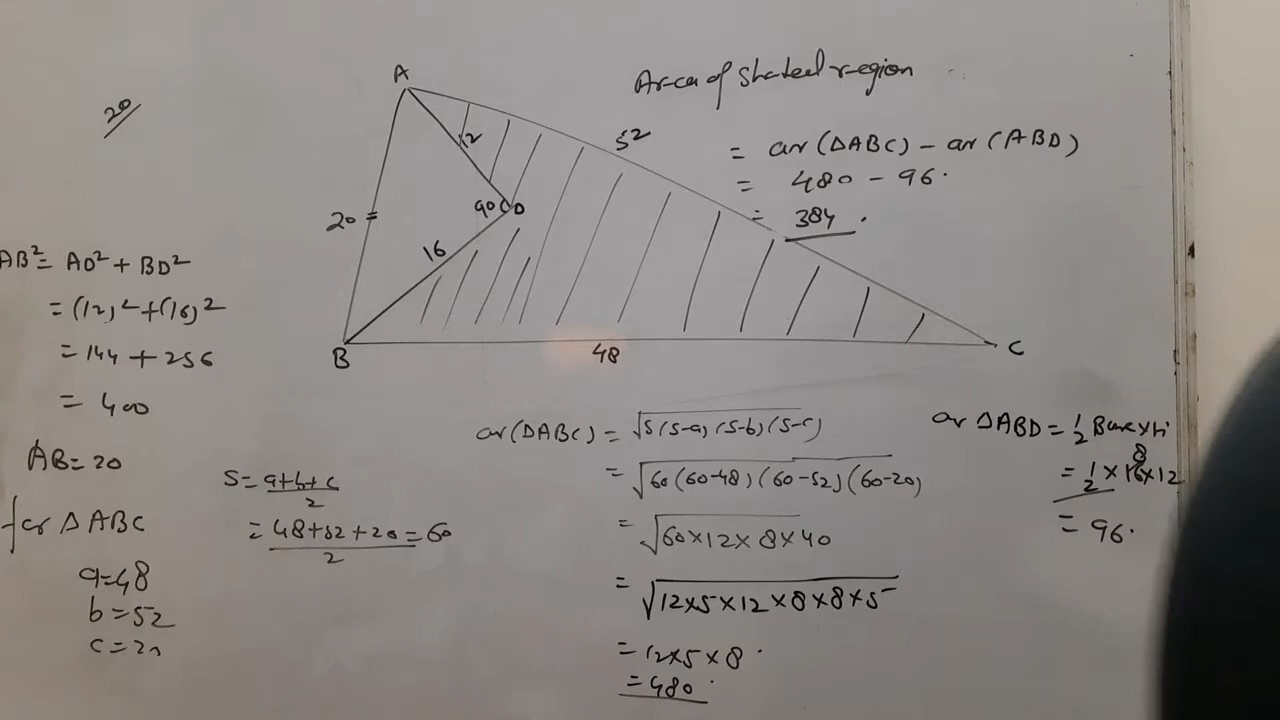 20
A
12
52
90
D
20
16
B
48
C
Area of shaded region
= ar (ΔABC) - ar (ABD)
= 480 - 96.
= 384.
AB² = AD² + BD²
= (12)² + (16)²
= 144 + 256
= 400
AB = 20
for ΔABC
a=48
b=52
c=20
S = a+b+c
2
= 48+52+20 = 60
2
ar (ΔABC) = √s(s-a)(s-b)(s-c)
= √60(60-48)(60-52)(60-20)
= √60×12×8×40
= √12×5×12×8×8×5
= 12×5×8.
= 480.
ar ΔABD = 1/2 Base×h
8
= 1/2 × 16×12
= 96.